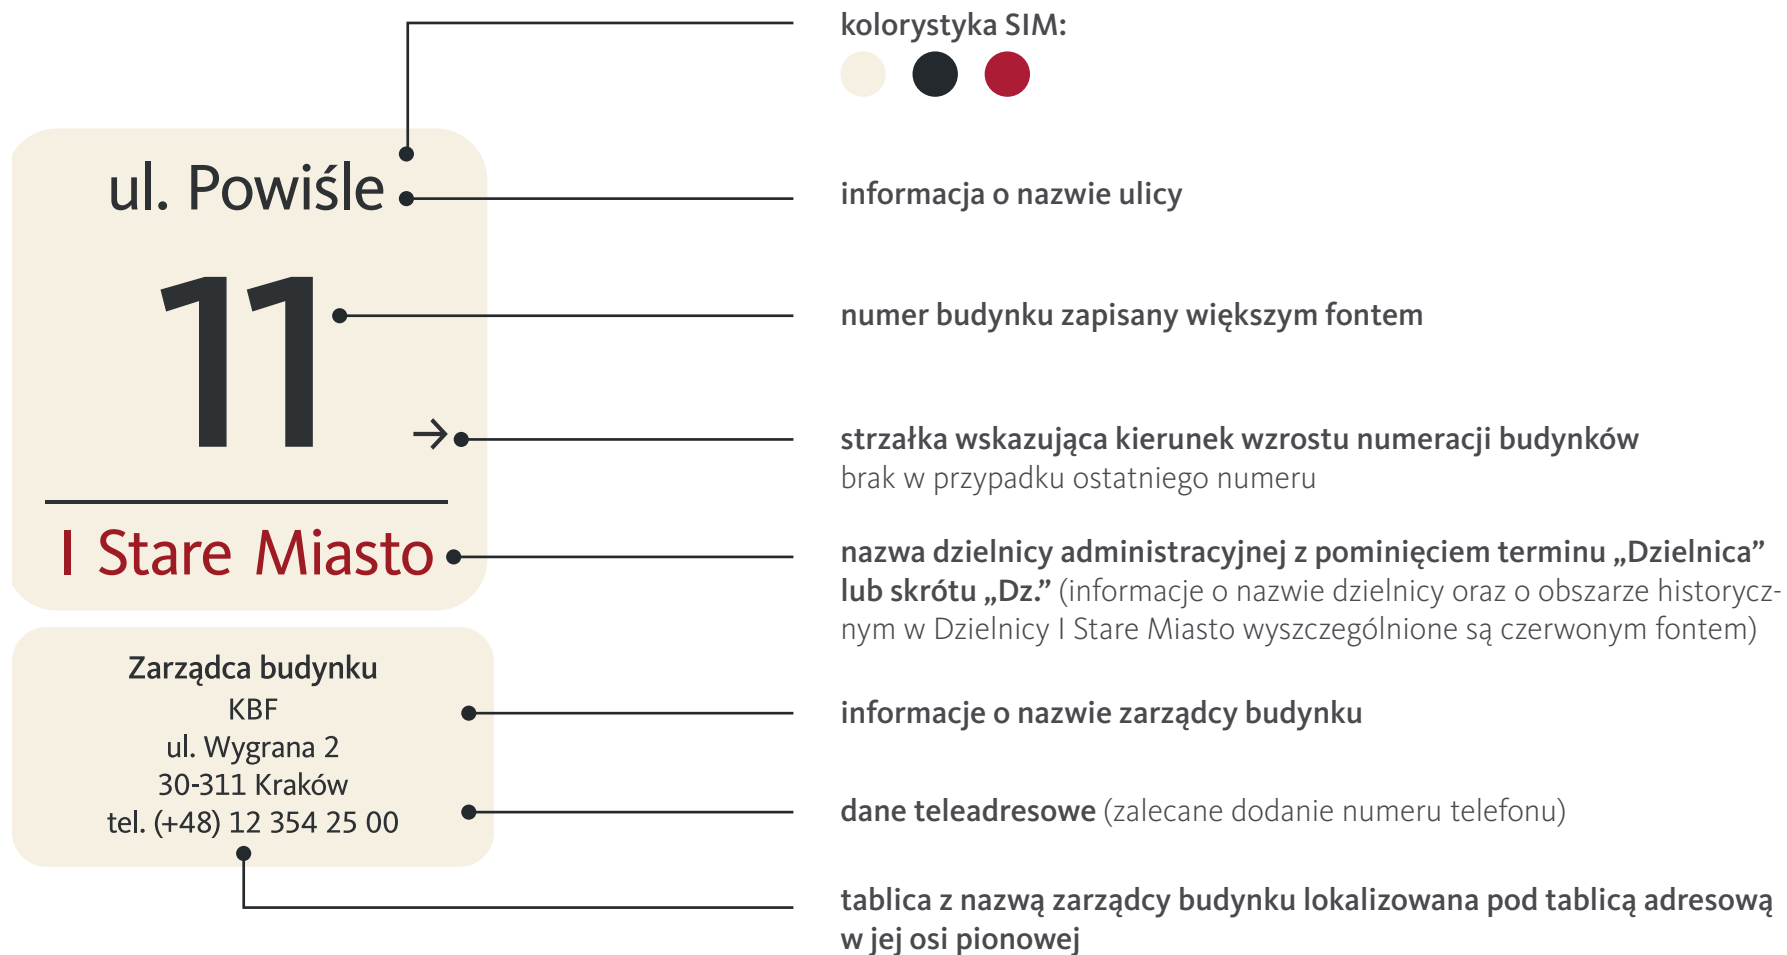 kolorystyka SIM:
ul. Powiśle
11
→
I Stare Miasto
Zarządca budynku
KBF
ul. Wygrana 2
30-311 Kraków
tel. (+48) 12 354 25 00
informacja o nazwie ulicy
numer budynku zapisany większym fontem
strzałka wskazująca kierunek wzrostu numeracji budynków
brak w przypadku ostatniego numeru
nazwa dzielnicy administracyjnej z pominięciem terminu „Dzielnica”
lub skrótu „Dz.” (informacje o nazwie dzielnicy oraz o obszarze historycz-
nym w Dzielnicy I Stare Miasto wyszczególnione są czerwonym fontem)
informacje o nazwie zarządcy budynku
dane teleadresowe (zalecane dodanie numeru telefonu)
tablica z nazwą zarządcy budynku lokalizowana pod tablicą adresową
w jej osi pionowej